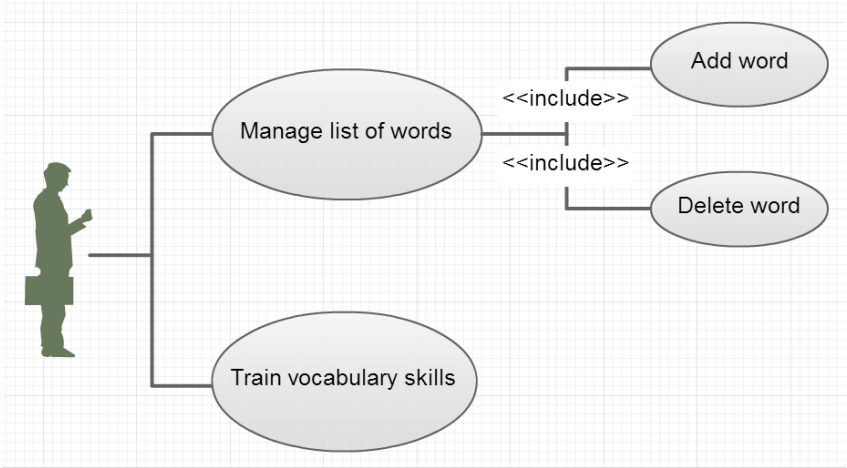 Add word
<<include>>
Manage list of words
<<include>>
Delete word
Train vocabulary skills